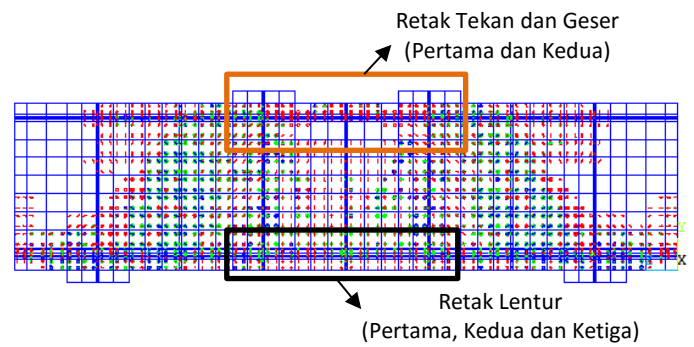 Retak Tekan dan Geser
(Pertama dan Kedua)
Y
X
Retak Lentur
(Pertama, Kedua dan Ketiga)